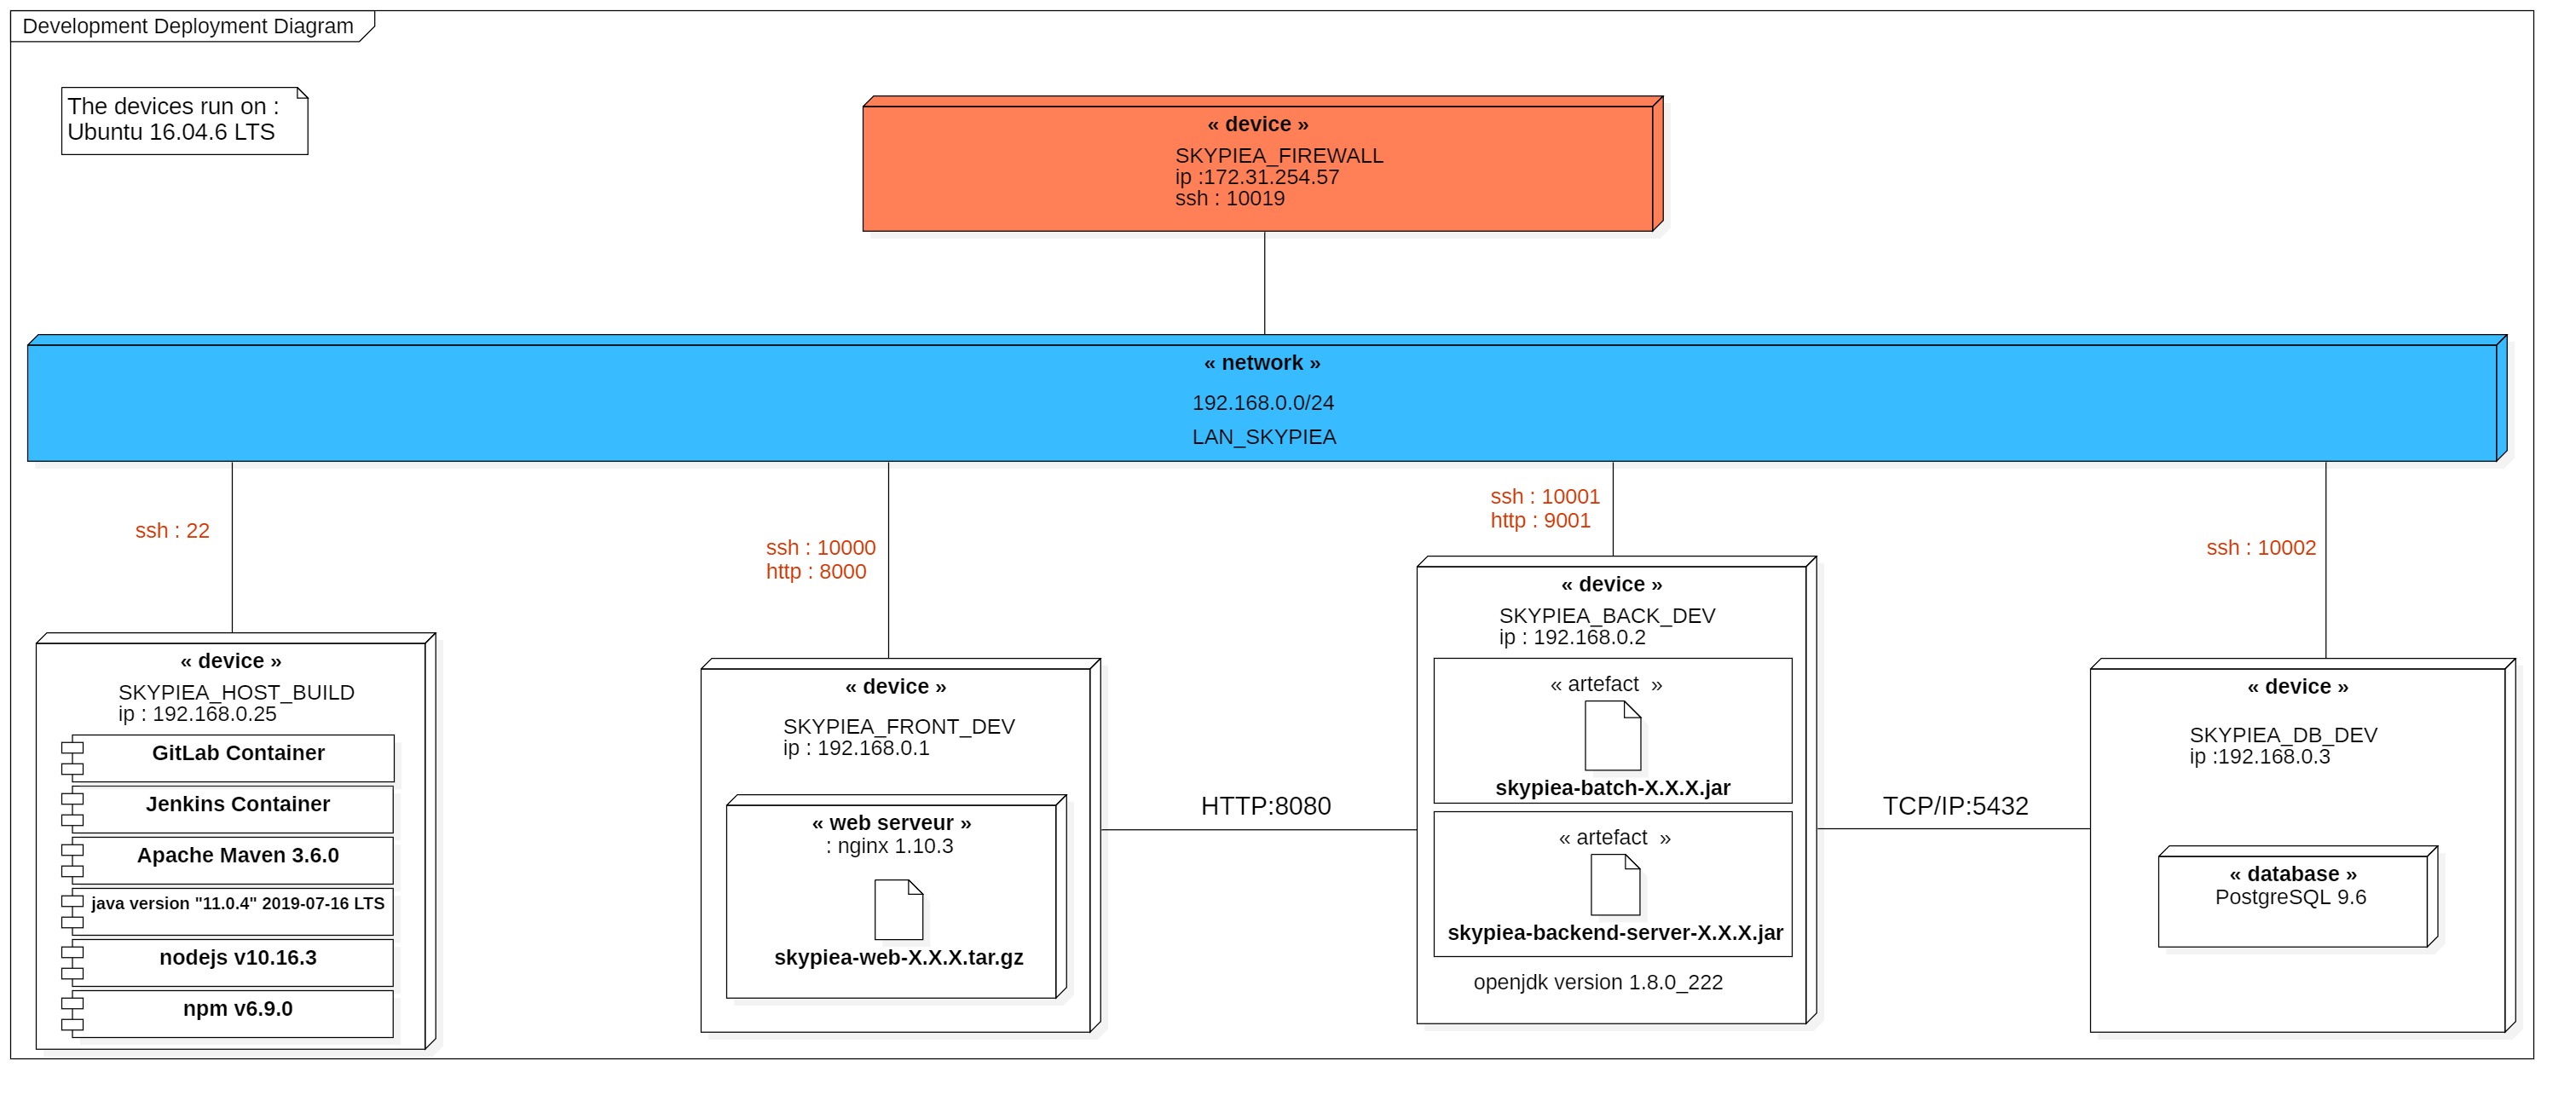 Development Deployment Diagram
The devices run on :
Ubuntu 16.04.6 LTS
« device »
SKYPIEA_FIREWALL
ip :172.31.254.57
ssh : 10019
« network »
192.168.0.0/24
LAN_SKYPIEA
ssh : 22
ssh : 10000
http : 8000
ssh : 10001
http : 9001
ssh : 10002
« device »
SKYPIEA_HOST_BUILD
ip : 192.168.0.25
GitLab Container
Jenkins Container
Apache Maven 3.6.0
java version "11.0.4" 2019-07-16 LTS
nodejs v10.16.3
npm v6.9.0
« device »
SKYPIEA_FRONT_DEV
ip : 192.168.0.1
« web serveur »
: nginx 1.10.3
skypiea-web-X.X.X.tar.gz
HTTP:8080
« device »
SKYPIEA_BACK_DEV
ip : 192.168.0.2
« artefact  »
skypiea-batch-X.X.X.jar
« artefact  »
skypiea-backend-server-X.X.X.jar
openjdk version 1.8.0_222
TCP/IP:5432
« device »
SKYPIEA_DB_DEV
ip :192.168.0.3
« database »
PostgreSQL 9.6